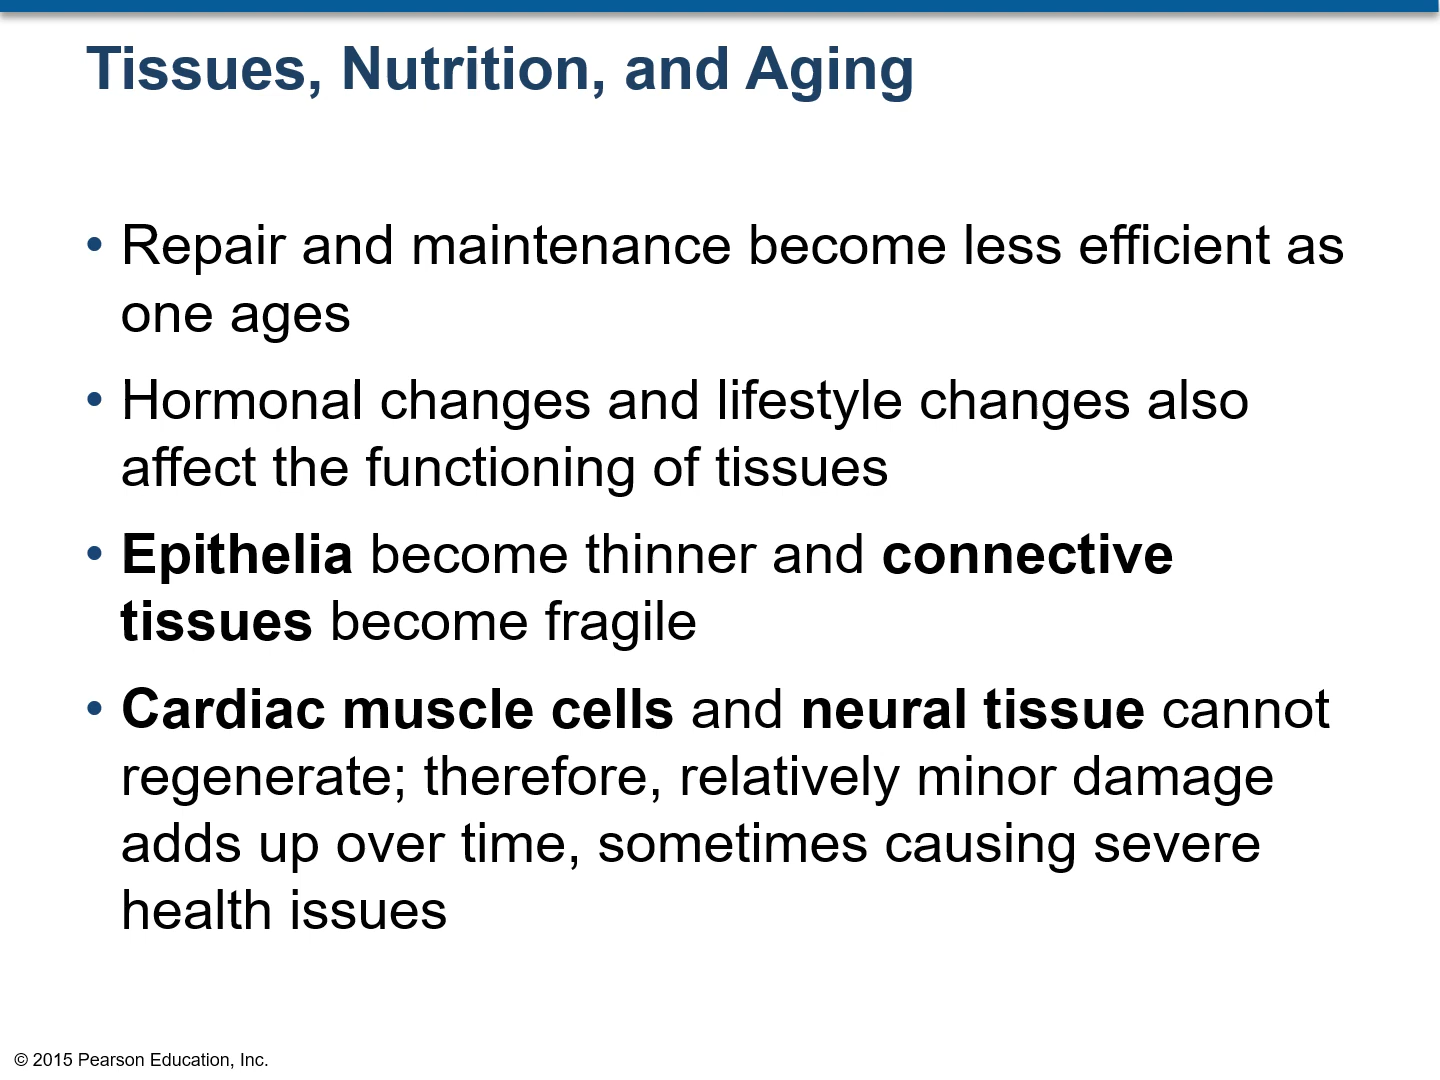 Tissues, Nutrition, and Aging
• Repair and maintenance become less efficient as
one ages
• Hormonal changes and lifestyle changes also
affect the functioning of tissues
• Epithelia become thinner and connective
tissues become fragile
• Cardiac muscle cells and neural tissue cannot
regenerate; therefore, relatively minor damage
adds up over time, sometimes causing severe
health issues
© 2015 Pearson Education, Inc.